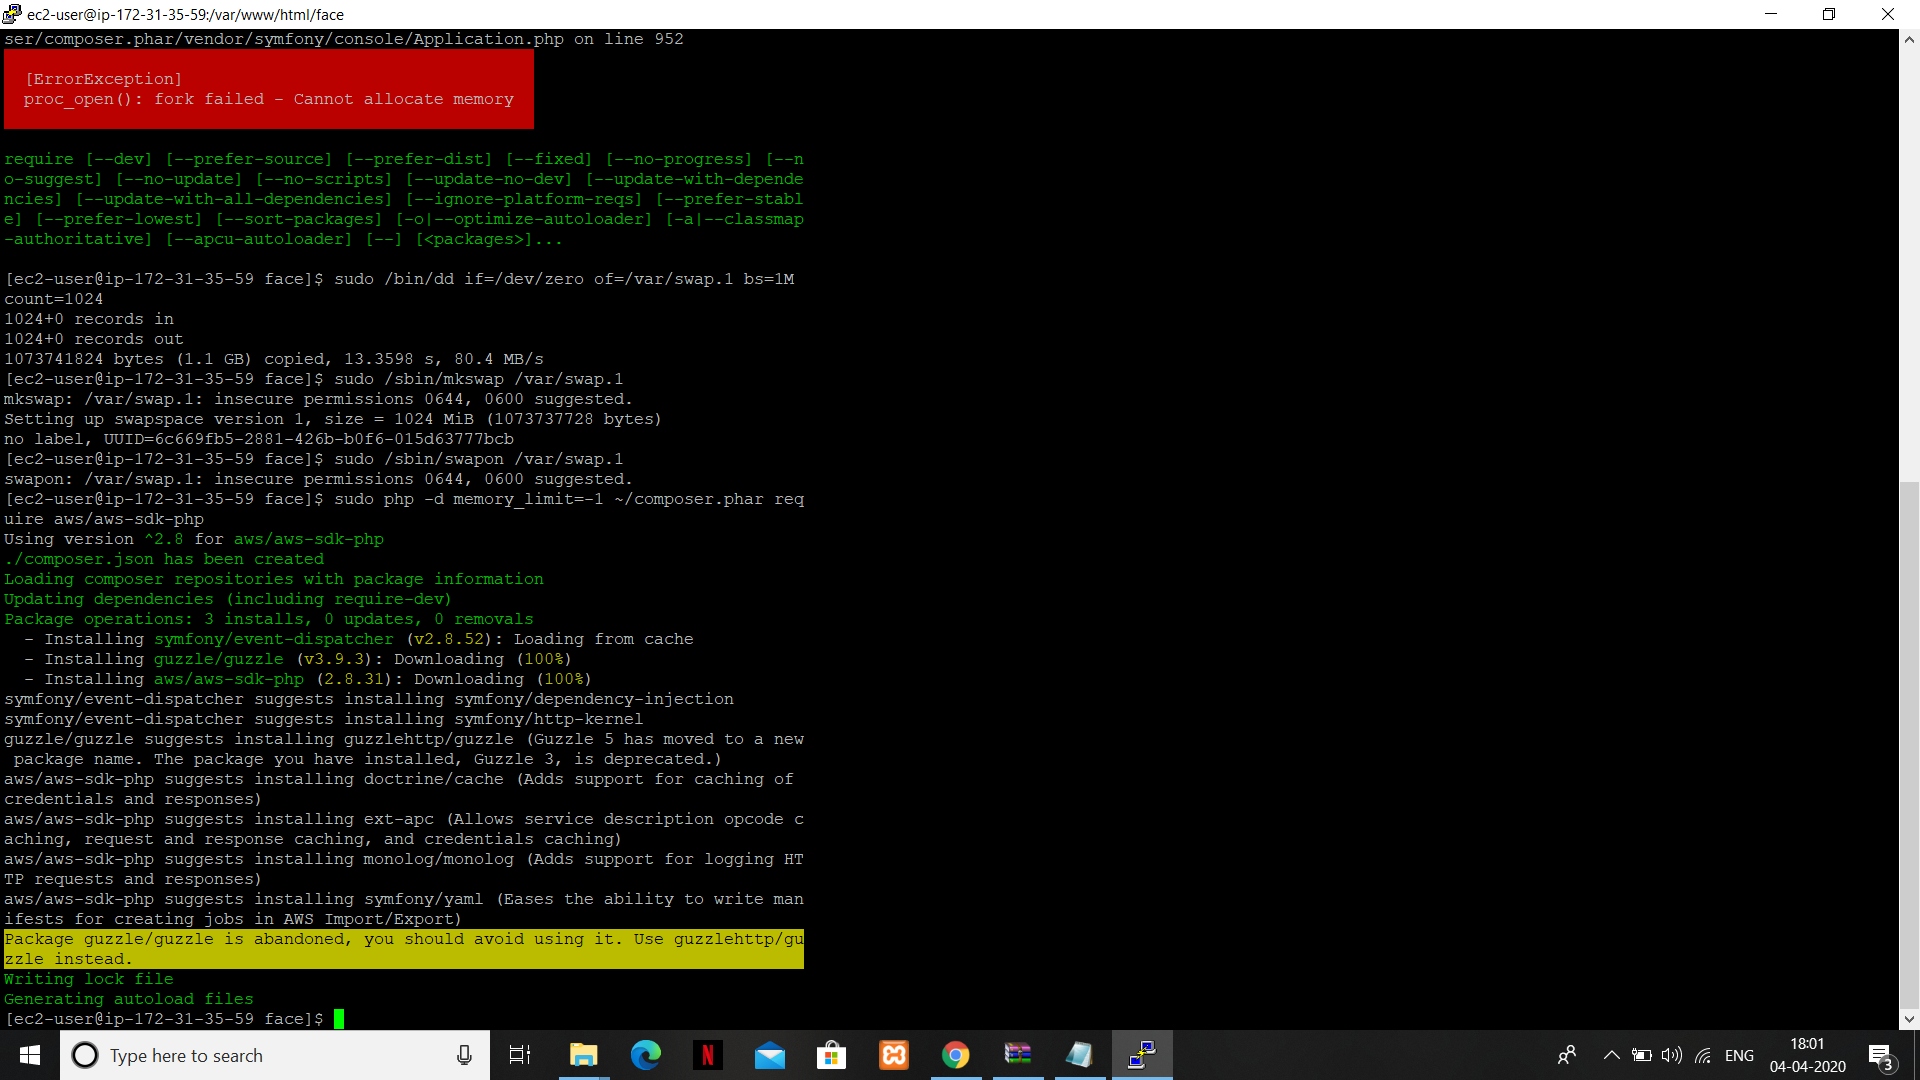 ec2-user@ip-172-31-35-59:/var/www/html/face
ser/composer.phar/vendor/symfony/console/Application.php on line 952
[ErrorException]
proc_open(): fork failed - Cannot allocate memory
require [--dev] [--prefer-source] [--prefer-dist] [--fixed] [--no-progress] [--n
o-suggest] [--no-update] [--no-scripts] [--update-no-dev] [--update-with-depende
ncies] [--update-with-all-dependencies] [--ignore-platform-reqs] [--prefer-stabl
e] [--prefer-lowest] [--sort-packages] [-o|--optimize-autoloader] [-a|--classmap
-authoritative] [--apcu-autoloader] [--] [<packages>]...
[ec2-user@ip-172-31-35-59 face]$ sudo /bin/dd if=/dev/zero of=/var/swap.1 bs=1M
count=1024
1024+0 records in
1024+0 records out
1073741824 bytes (1.1 GB) copied, 13.3598 s, 80.4 MB/s
[ec2-user@ip-172-31-35-59 face]$ sudo /sbin/mkswap /var/swap.1
mkswap: /var/swap.1: insecure permissions 0644, 0600 suggested.
Setting up swapspace version 1, size = 1024 MiB (1073737728 bytes)
no label, UUID=6c669fb5-2881-426b-b0f6-015d63777bcb
[ec2-user@ip-172-31-35-59 face]$ sudo /sbin/swapon /var/swap.1
swapon: /var/swap.1: insecure permissions 0644, 0600 suggested.
[ec2-user@ip-172-31-35-59 face]$ sudo php -d memory_limit=-1 ~/composer.phar req
uire aws/aws-sdk-php
Using version ^2.8 for aws/aws-sdk-php
./composer.json has been created
Loading composer repositories with package information
Updating dependencies (including require-dev)
Package operations: 3 installs, 0 updates, 0 removals
- Installing symfony/event-dispatcher (v2.8.52): Loading from cache
- Installing guzzle/guzzle (v3.9.3): Downloading (100%)
- Installing aws/aws-sdk-php (2.8.31): Downloading (100%)
symfony/event-dispatcher suggests installing symfony/dependency-injection
symfony/event-dispatcher suggests installing symfony/http-kernel
guzzle/guzzle suggests installing guzzlehttp/guzzle (Guzzle 5 has moved to a new
package name. The package you have installed, Guzzle 3, is deprecated.)
aws/aws-sdk-php suggests installing doctrine/cache (Adds support for caching of
credentials and responses)
aws/aws-sdk-php suggests installing ext-apc (Allows service description opcode c
aching, request and response caching, and credentials caching)
aws/aws-sdk-php suggests installing monolog/monolog (Adds support for logging HT
TP requests and responses)
aws/aws-sdk-php suggests installing symfony/yaml (Eases the ability to write man
ifests for creating jobs in AWS Import/Export)
Package guzzle/guzzle is abandoned, you should avoid using it. Use guzzlehttp/gu
zzle instead.
Writing lock file
Generating autoload files
[ec2-user@ip-172-31-35-59 face]$
Type here to search
N
ENG
18:01
04-04-2020
3